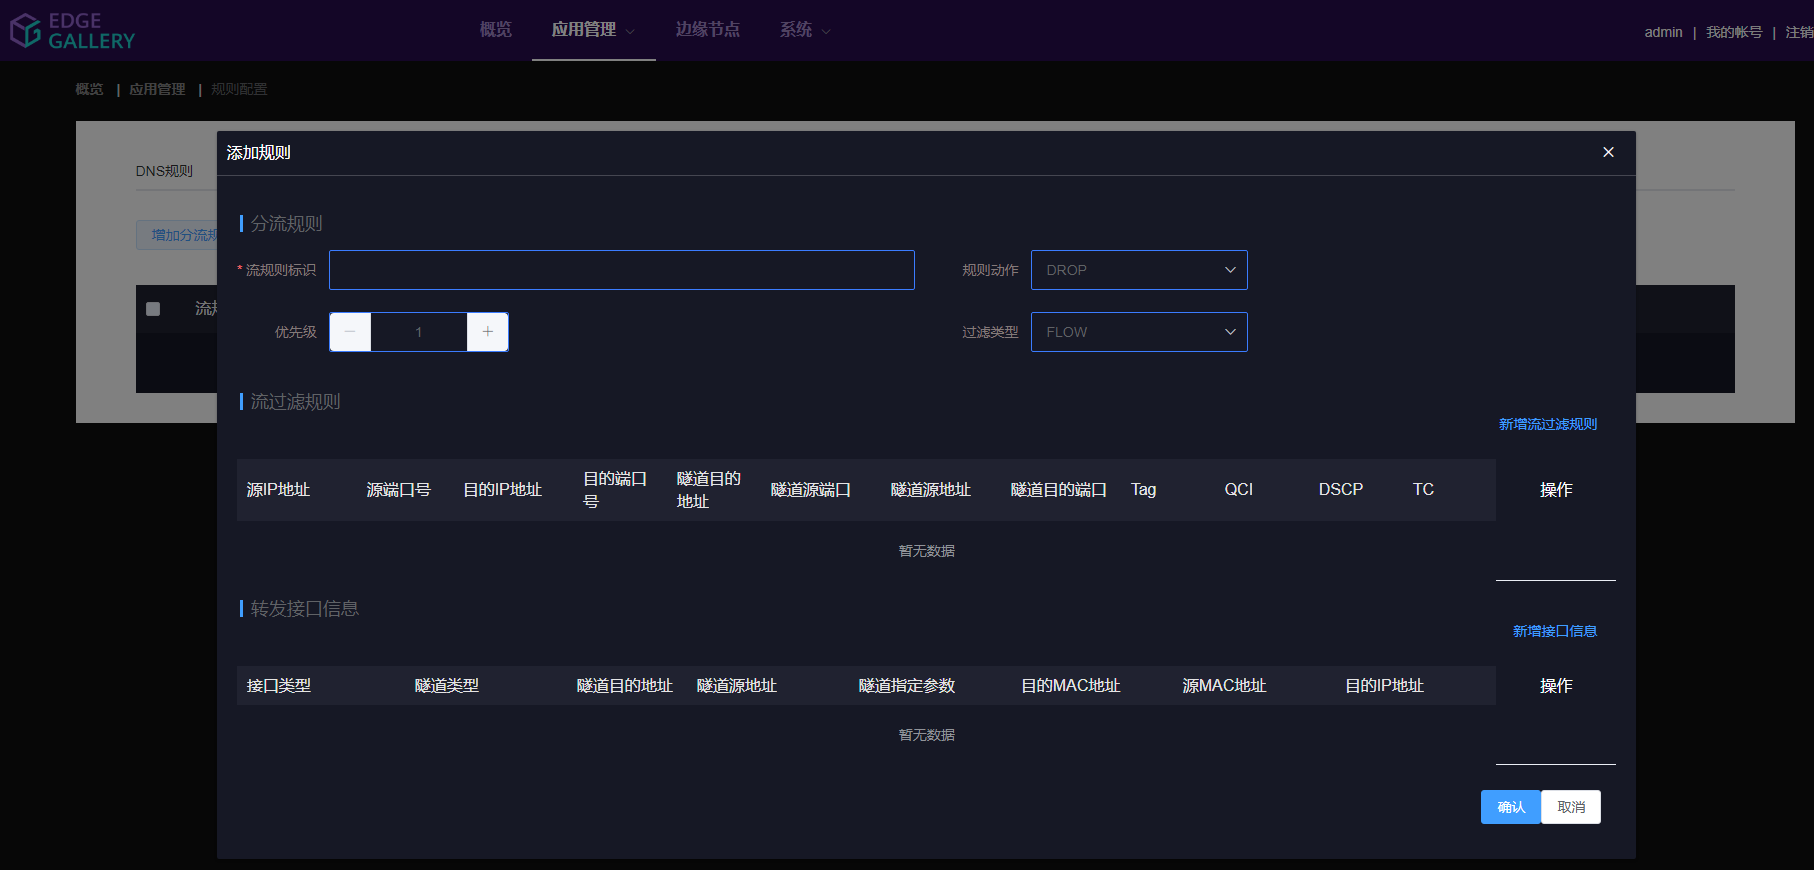 EDGE
GALLERY
概览 应用管理 边缘节点 系统
admin | 我的帐号 | 注销
概览 | 应用管理 | 规则配置
添加规则
DNS规则
分流规则
增加分流规
* 流规则标识
规则动作 DROP
流规
优先级 1
过滤类型 FLOW
流过滤规则
新增流过滤规则
源IP地址 源端口号 目的IP地址 目的端口号 隧道目的地址 隧道源端口 隧道源地址 隧道目的端口 Tag QCI DSCP TC 操作
暂无数据
转发接口信息
新增接口信息
接口类型 隧道类型 隧道目的地址 隧道源地址 隧道指定参数 目的MAC地址 源MAC地址 目的IP地址 操作
暂无数据
确认 取消